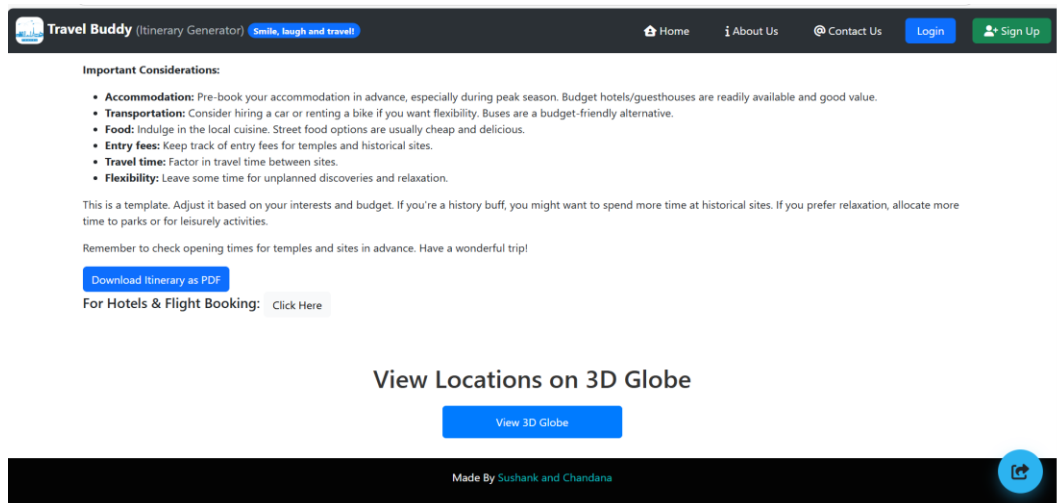 Travel Buddy (Itinerary Generator) Smile, laugh and travel! Home About Us Contact Us Login Sign Up
Important Considerations:
• Accommodation: Pre-book your accommodation in advance, especially during peak season. Budget hotels/guesthouses are readily available and good value.
• Transportation: Consider hiring a car or renting a bike if you want flexibility. Buses are a budget-friendly alternative.
• Food: Indulge in the local cuisine. Street food options are usually cheap and delicious.
• Entry fees: Keep track of entry fees for temples and historical sites.
• Travel time: Factor in travel time between sites.
• Flexibility: Leave some time for unplanned discoveries and relaxation.
This is a template. Adjust it based on your interests and budget. If you're a history buff, you might want to spend more time at historical sites. If you prefer relaxation, allocate more
time to parks or for leisurely activities.
Remember to check opening times for temples and sites in advance. Have a wonderful trip!
Download Itinerary as PDF
For Hotels & Flight Booking: Click Here
View Locations on 3D Globe
View 3D Globe
Made By Sushank and Chandana